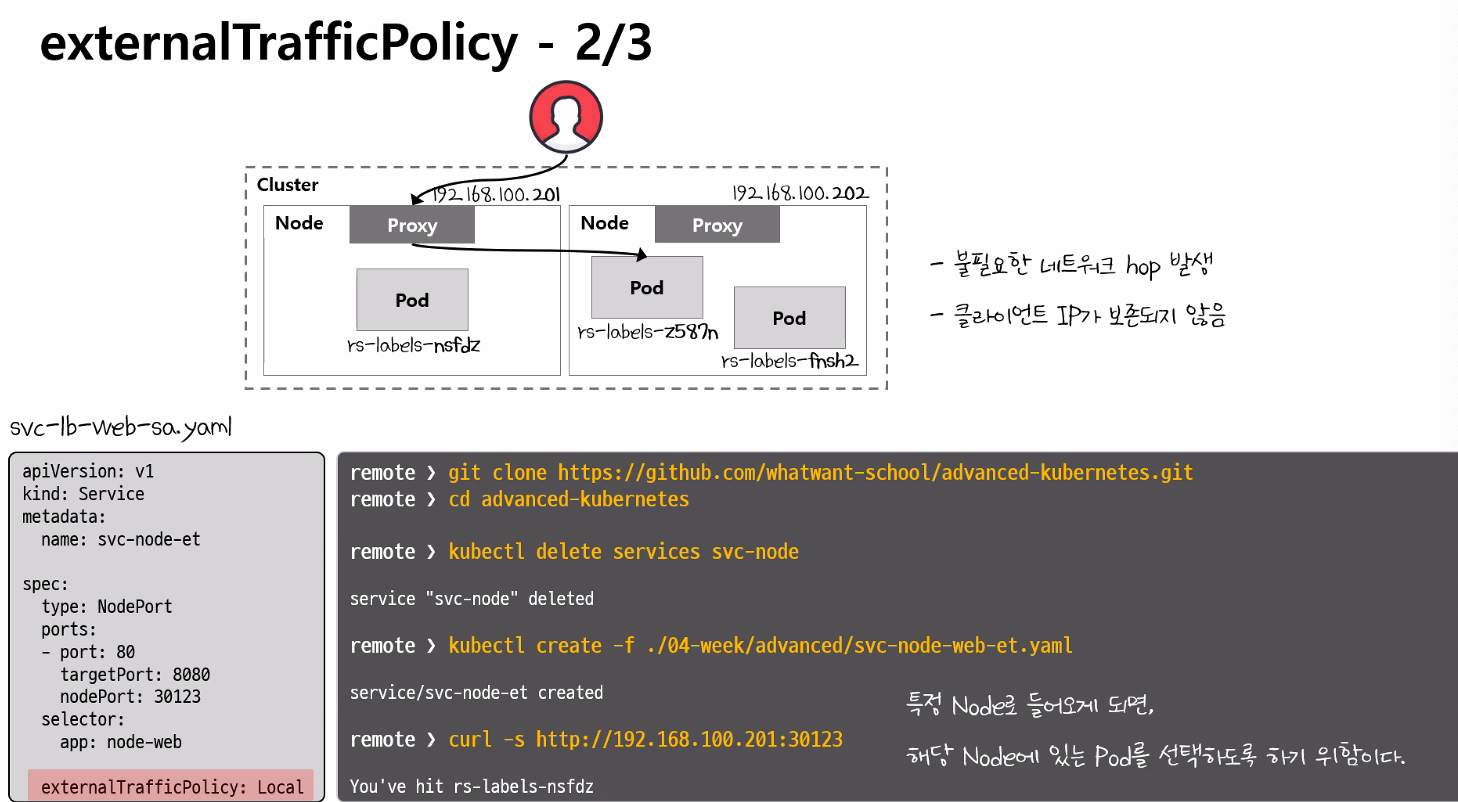 externalTrafficPolicy - 2/3
Cluster
192.168.100.201
192.168.100.202
Node
Proxy
Node
Proxy
Pod
rs-labels-nsfdz
Pod
rs-labels-z587n
Pod
rs-labels-fnsh2
- 불필요한 네트워크 hop 발생
- 클라이언트 IP가 보존되지 않음
svc-lb-web-sa.yaml
apiVersion: v1
kind: Service
metadata:
  name: svc-node-et
spec:
  type: NodePort
  ports:
  - port: 80
    targetPort: 8080
    nodePort: 30123
  selector:
    app: node-web
  externalTrafficPolicy: Local
remote ❯ git clone https://github.com/whatwant-school/advanced-kubernetes.git
remote ❯ cd advanced-kubernetes
remote ❯ kubectl delete services svc-node
service "svc-node" deleted
remote ❯ kubectl create -f ./04-week/advanced/svc-node-web-et.yaml
service/svc-node-et created
remote ❯ curl -s http://192.168.100.201:30123
You've hit rs-labels-nsfdz
특정 Node로 들어오게 되면,
해당 Node에 있는 Pod를 선택하도록 하기 위함이다.